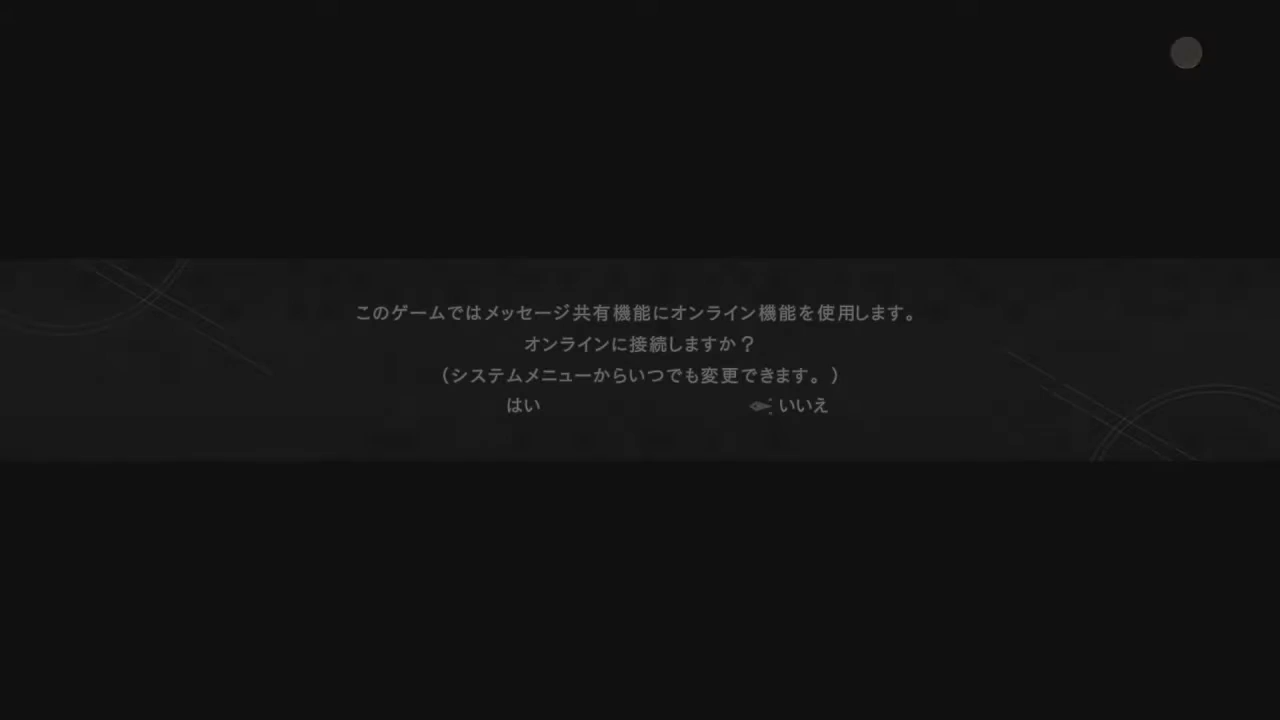 このゲームではメッセージ共有機能にオンライン機能を使用します。
オンラインに接続しますか？
（システムメニューからいつでも変更できます。）
はい いいえ